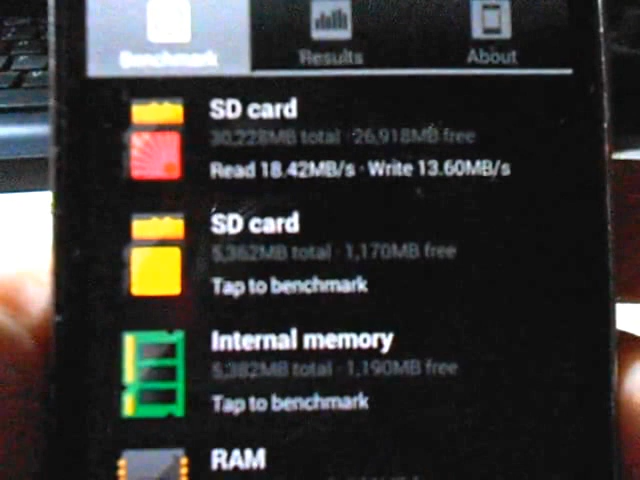 Benchmark
Results
About
SD card
30,228MB total · 26,918MB free
Read 18.42MB/s · Write 13.60MB/s
SD card
5,362MB total · 1,170MB free
Tap to benchmark
Internal memory
5,382MB total · 1,190MB free
Tap to benchmark
RAM